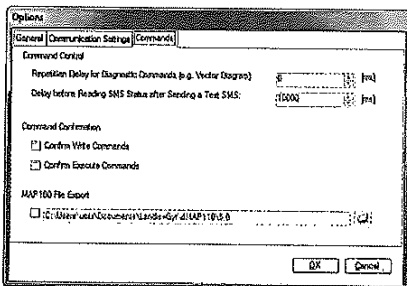 Options
General Communication Settings Commands
Command Control
Repetition Delay for Diagnostic Commands (e.g. Vector Diagram): [ms]
Delay before Reading SMS Status after Sending a Test SMS: 10000 [ms]
Command Confirmation
Confirm Write Commands
Confirm Execute Commands
MAP100 File Export
OK Cancel